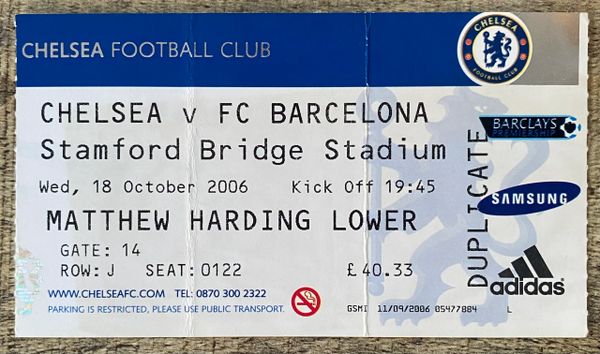 CHELSEA FOOTBALL CLUB
CHELSEA FOOTBALL CLUB
CHELSEA v FC BARCELONA
Stamford Bridge Stadium
Wed, 18 October 2006 Kick Off 19:45
MATTHEW HARDING LOWER
GATE: 14
ROW: J SEAT: 0122 £40.33
WWW.CHELSEAFC.COM TEL: 0870 300 2322
PARKING IS RESTRICTED, PLEASE USE PUBLIC TRANSPORT.
GSMI 11/09/2006 05477884 L
DUPLICATE
BARCLAYS
PREMIERSHIP
SAMSUNG
adidas